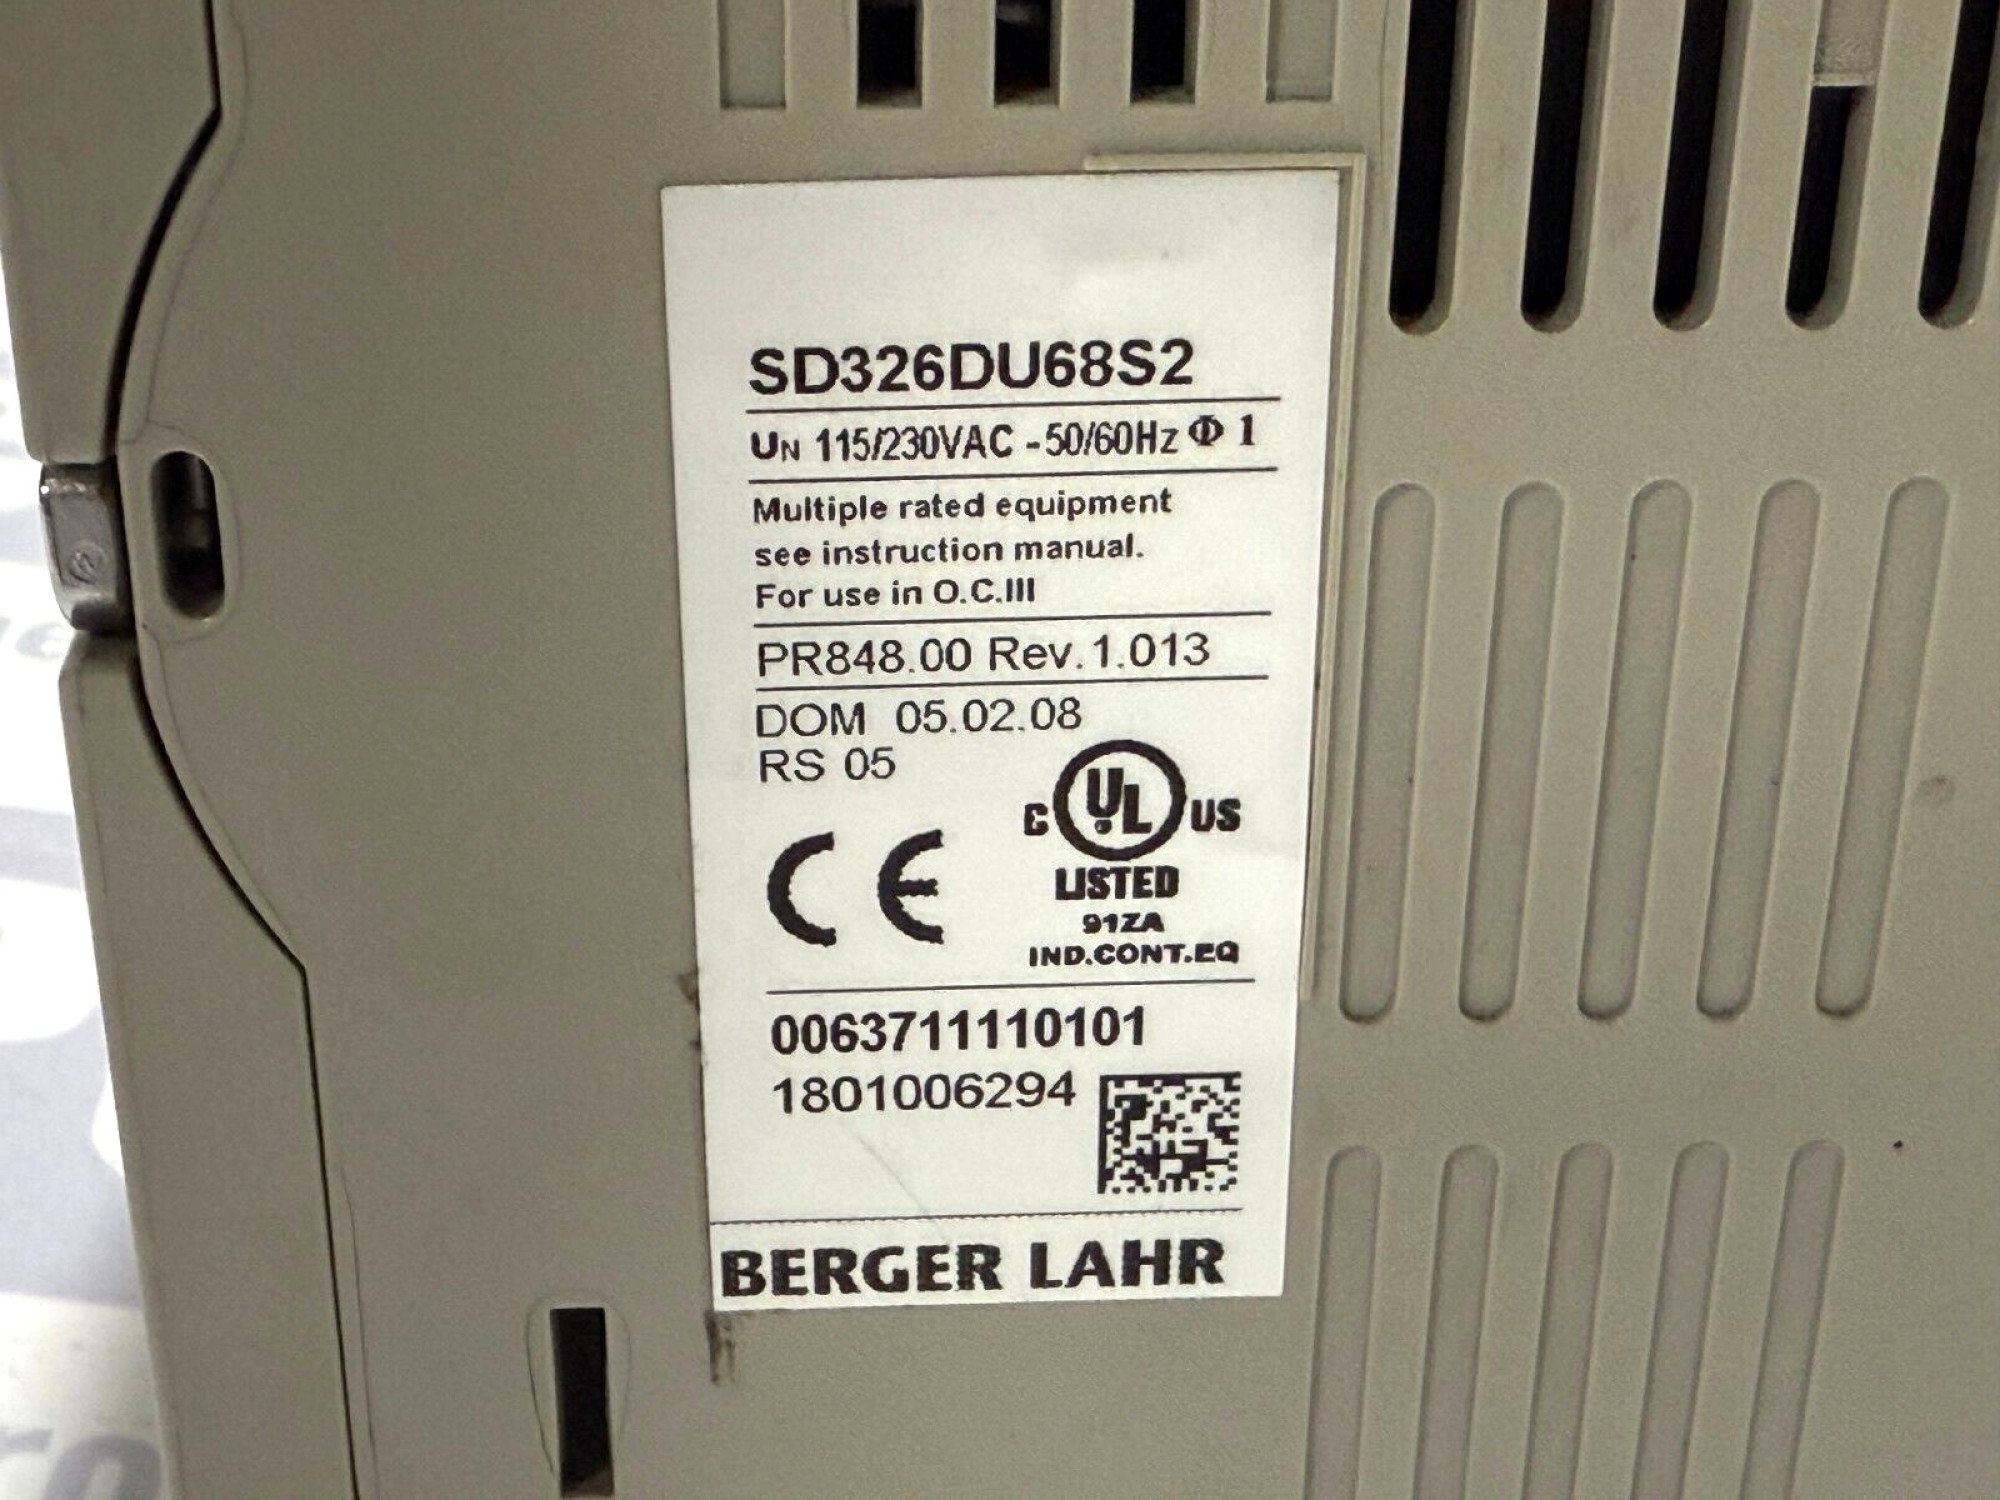 SD326DU68S2
UN 115/230VAC -50/60Hz Φ 1
Multiple rated equipment
see instruction manual.
For use in O.C.III
PR848.00 Rev.1.013
DOM 05.02.08
RS 05
C UL US
LISTED
91ZA
IND.CONT.EQ
CE
0063711110101
1801006294
BERGER LAHR